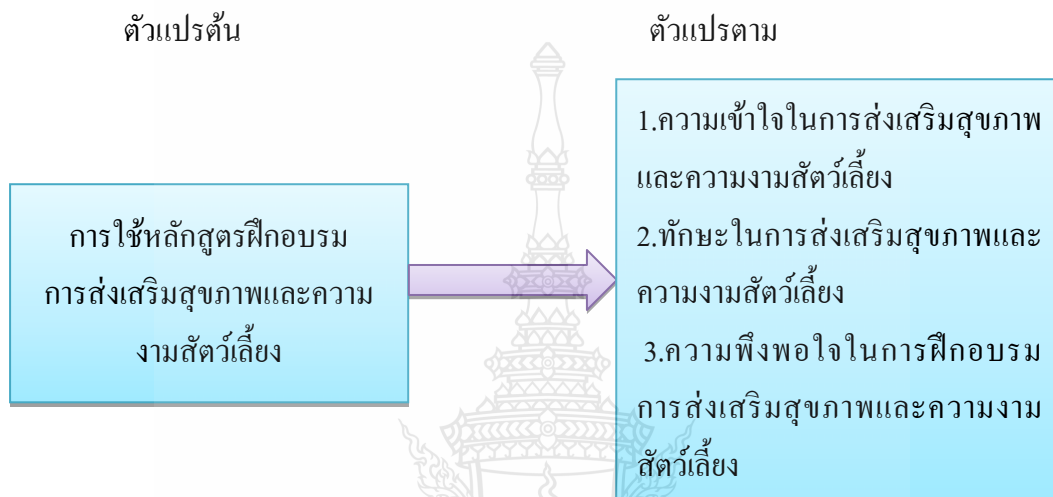 ตัวแปรต้น
ตัวแปรตาม
การใช้หลักสูตรฝึกอบรม
การส่งเสริมสุขภาพและความ
งามสัตว์เลี้ยง
1.ความเข้าใจในการส่งเสริมสุขภาพ
และความงามสัตว์เลี้ยง
2.ทักษะในการส่งเสริมสุขภาพและ
ความงามสัตว์เลี้ยง
3.ความพึงพอใจในการฝึกอบรม
การส่งเสริมสุขภาพและความงาม
สัตว์เลี้ยง